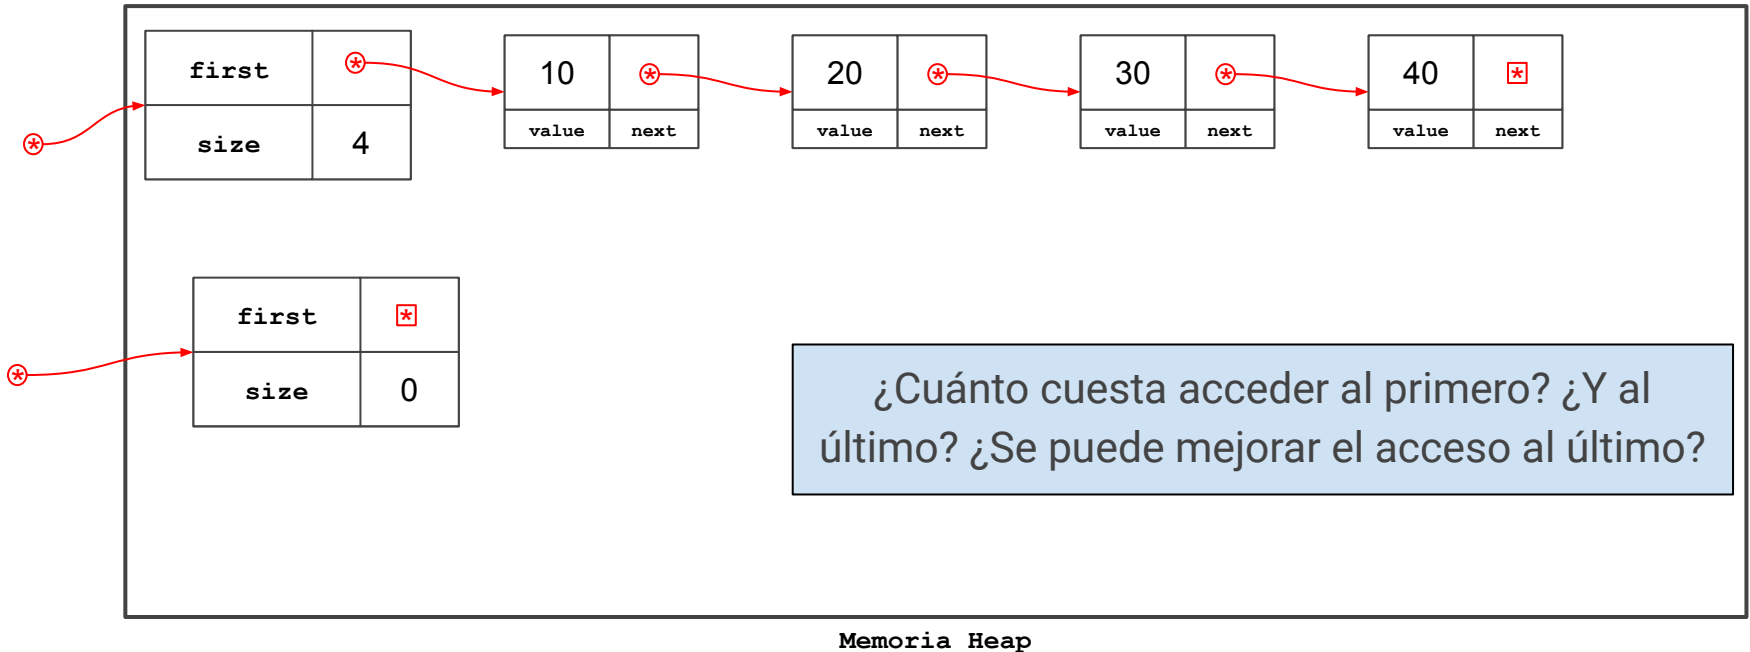 first *
size 4
*
10 *
value next
20 *
value next
30 *
value next
40 *
value next
first *
size 0
*
¿Cuánto cuesta acceder al primero? ¿Y al
último? ¿Se puede mejorar el acceso al último?
Memoria Heap